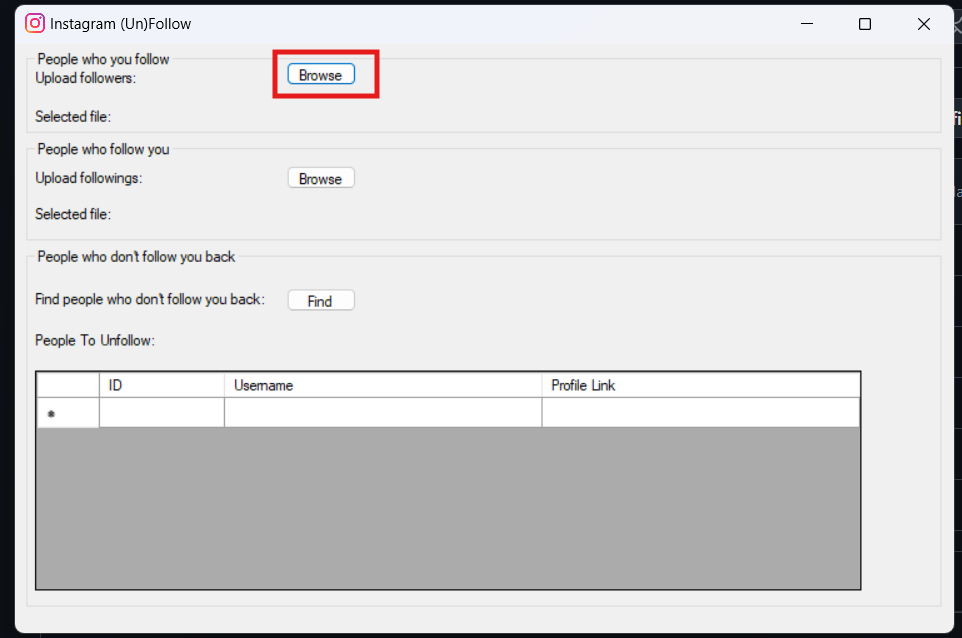 Instagram (Un)Follow
People who you follow
Upload followers:
Browse
Selected file:
People who follow you
Upload followings:
Browse
Selected file:
People who don't follow you back
Find people who don't follow you back:
Find
People To Unfollow:
ID
Username
Profile Link
*